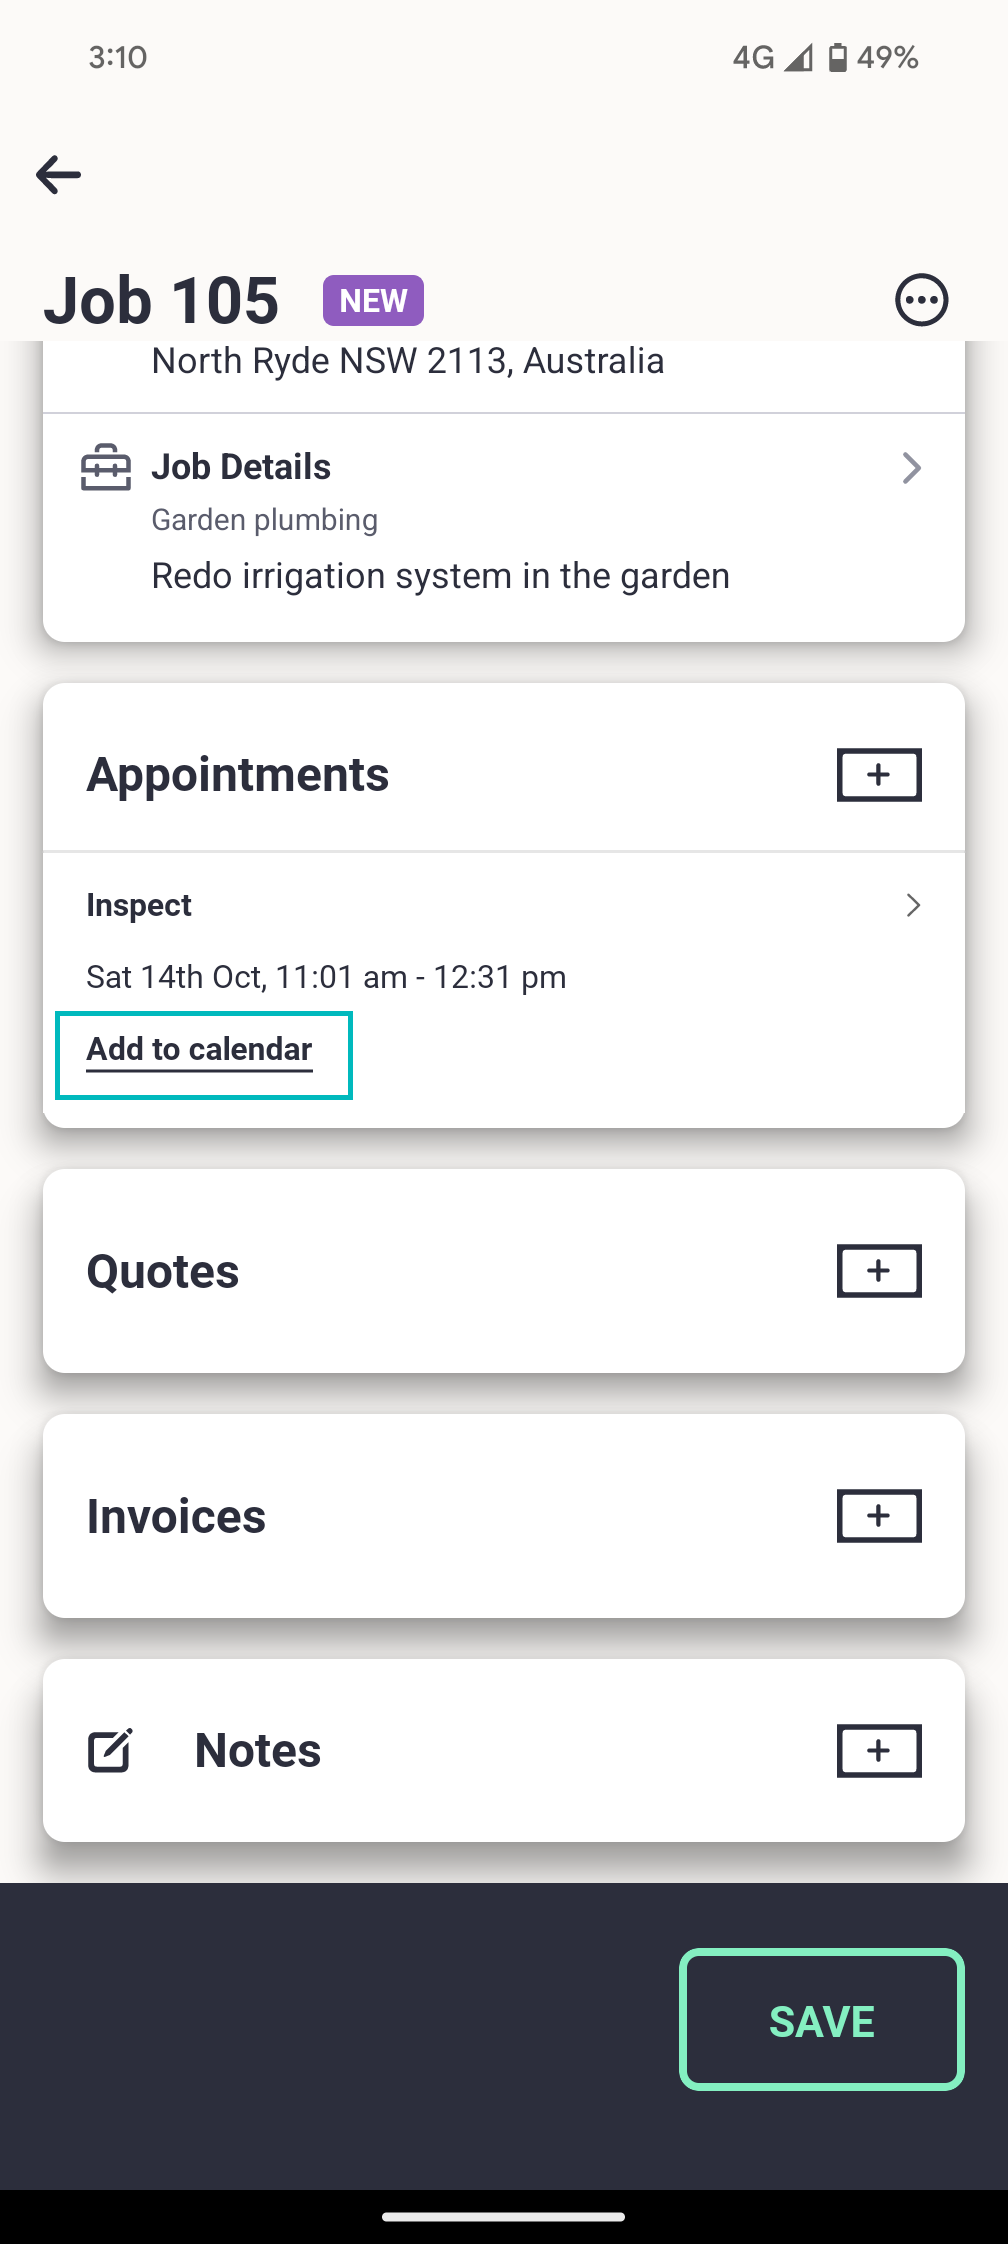 3:10 4G 49%
Job 105 NEW
North Ryde NSW 2113, Australia
Job Details
Garden plumbing
Redo irrigation system in the garden
Appointments
Inspect
Sat 14th Oct, 11:01 am - 12:31 pm
Add to calendar
Quotes
Invoices
Notes
SAVE